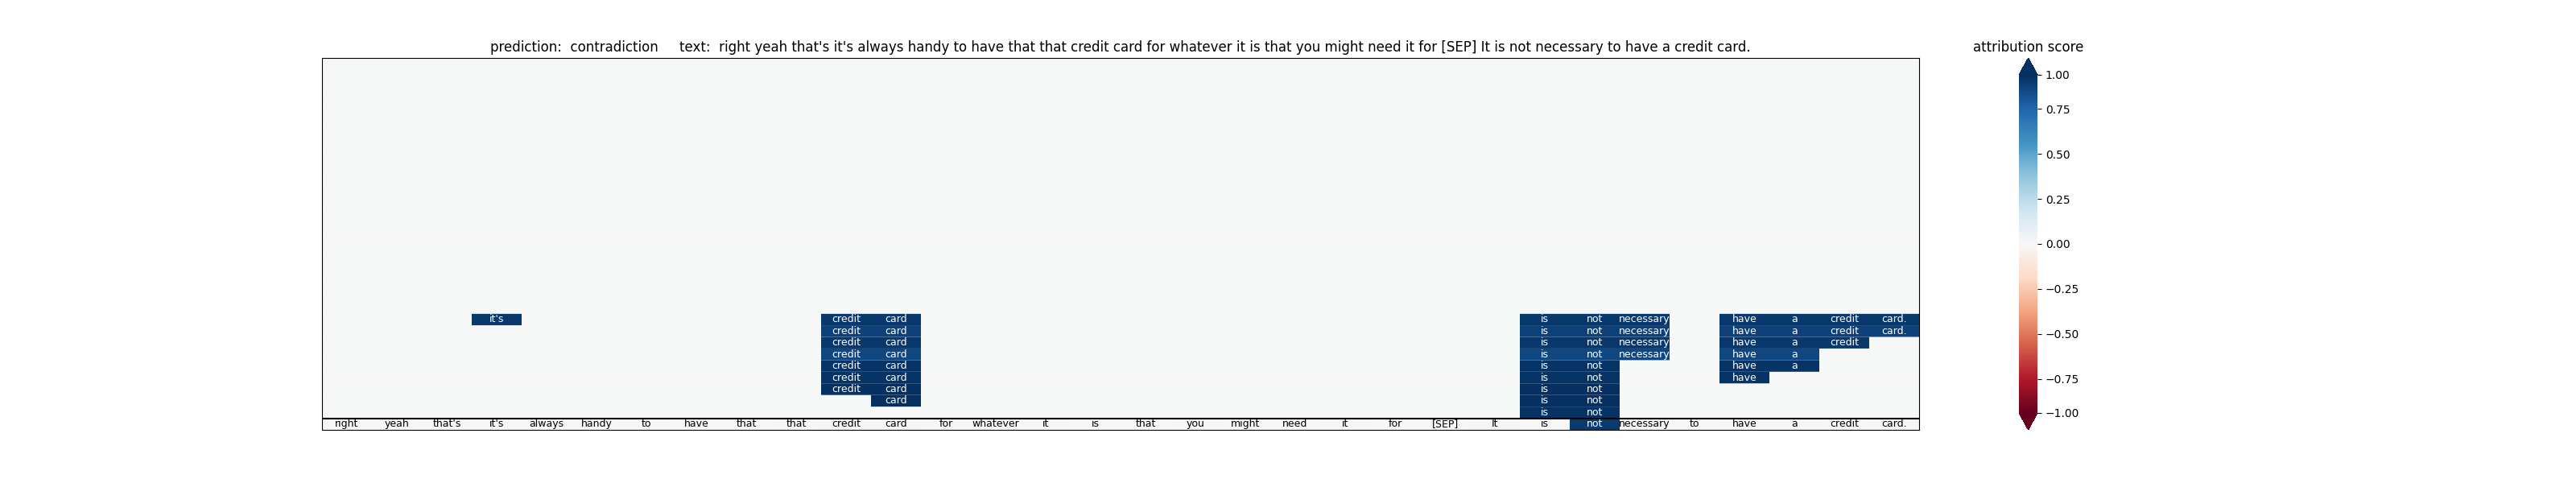 prediction:  contradiction     text:  right yeah that's it's always handy to have that that credit card for whatever it is that you might need it for [SEP] It is not necessary to have a credit card.
attribution score
1.00
0.75
0.50
0.25
0.00
−0.25
−0.50
−0.75
−1.00
it's credit card is not necessary have a credit card.
credit card is not necessary have a credit card.
credit card is not necessary have a credit
credit card is not necessary have a
credit card is not have a
credit card is not have
credit card is not
card is not
is not
right yeah that's it's always handy to have that that credit card for whatever it is that you might need it for [SEP] It is not necessary to have a credit card.